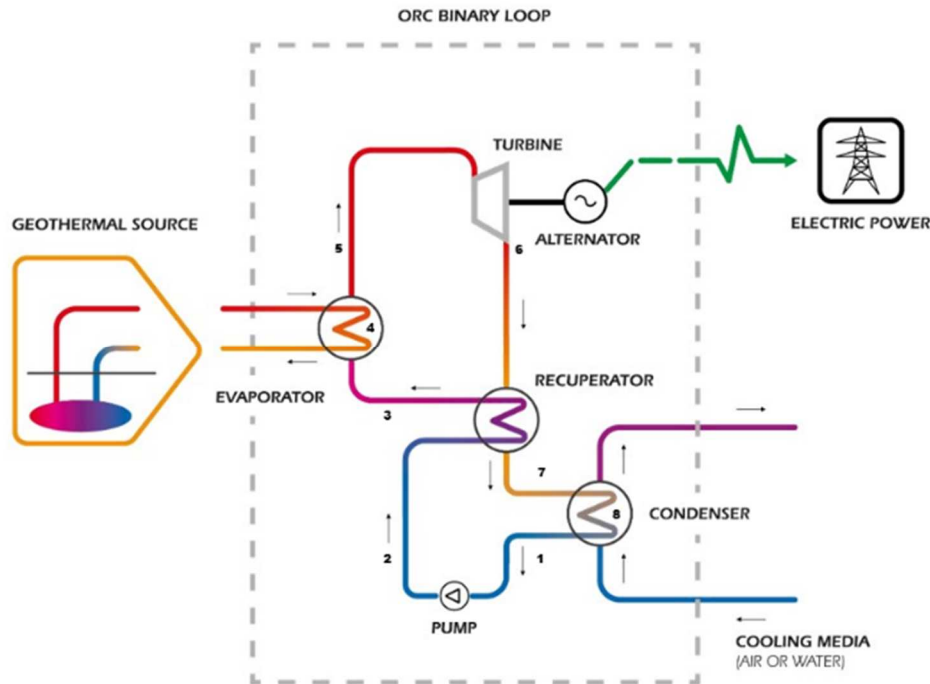 ORC BINARY LOOP
TURBINE
GEOTHERMAL SOURCE
ALTERNATOR
ELECTRIC POWER
5
6
4
EVAPORATOR
RECUPERATOR
3
7
8
CONDENSER
2
1
PUMP
COOLING MEDIA
(AIR OR WATER)